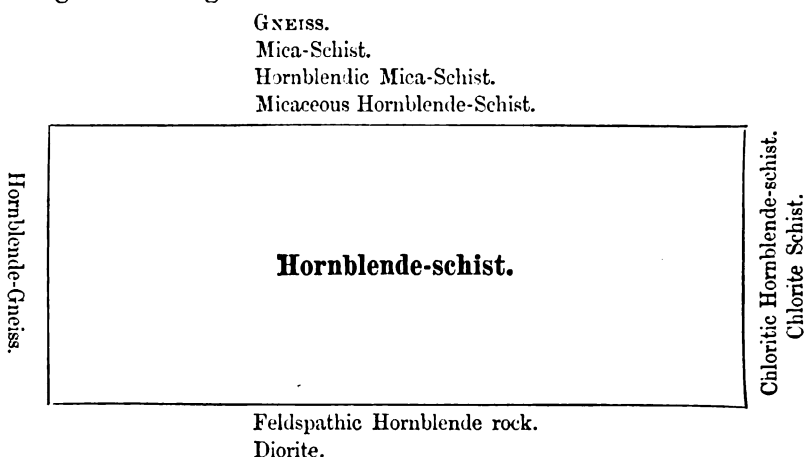 Gneiss.
Mica-Schist.
Hornblendic Mica-Schist.
Micaceous Hornblende-Schist.
Hornblende-Gneiss.
Hornblende-schist.
Chloritic Hornblende-schist.
Chlorite Schist.
Feldspathic Hornblende rock.
Diorite.